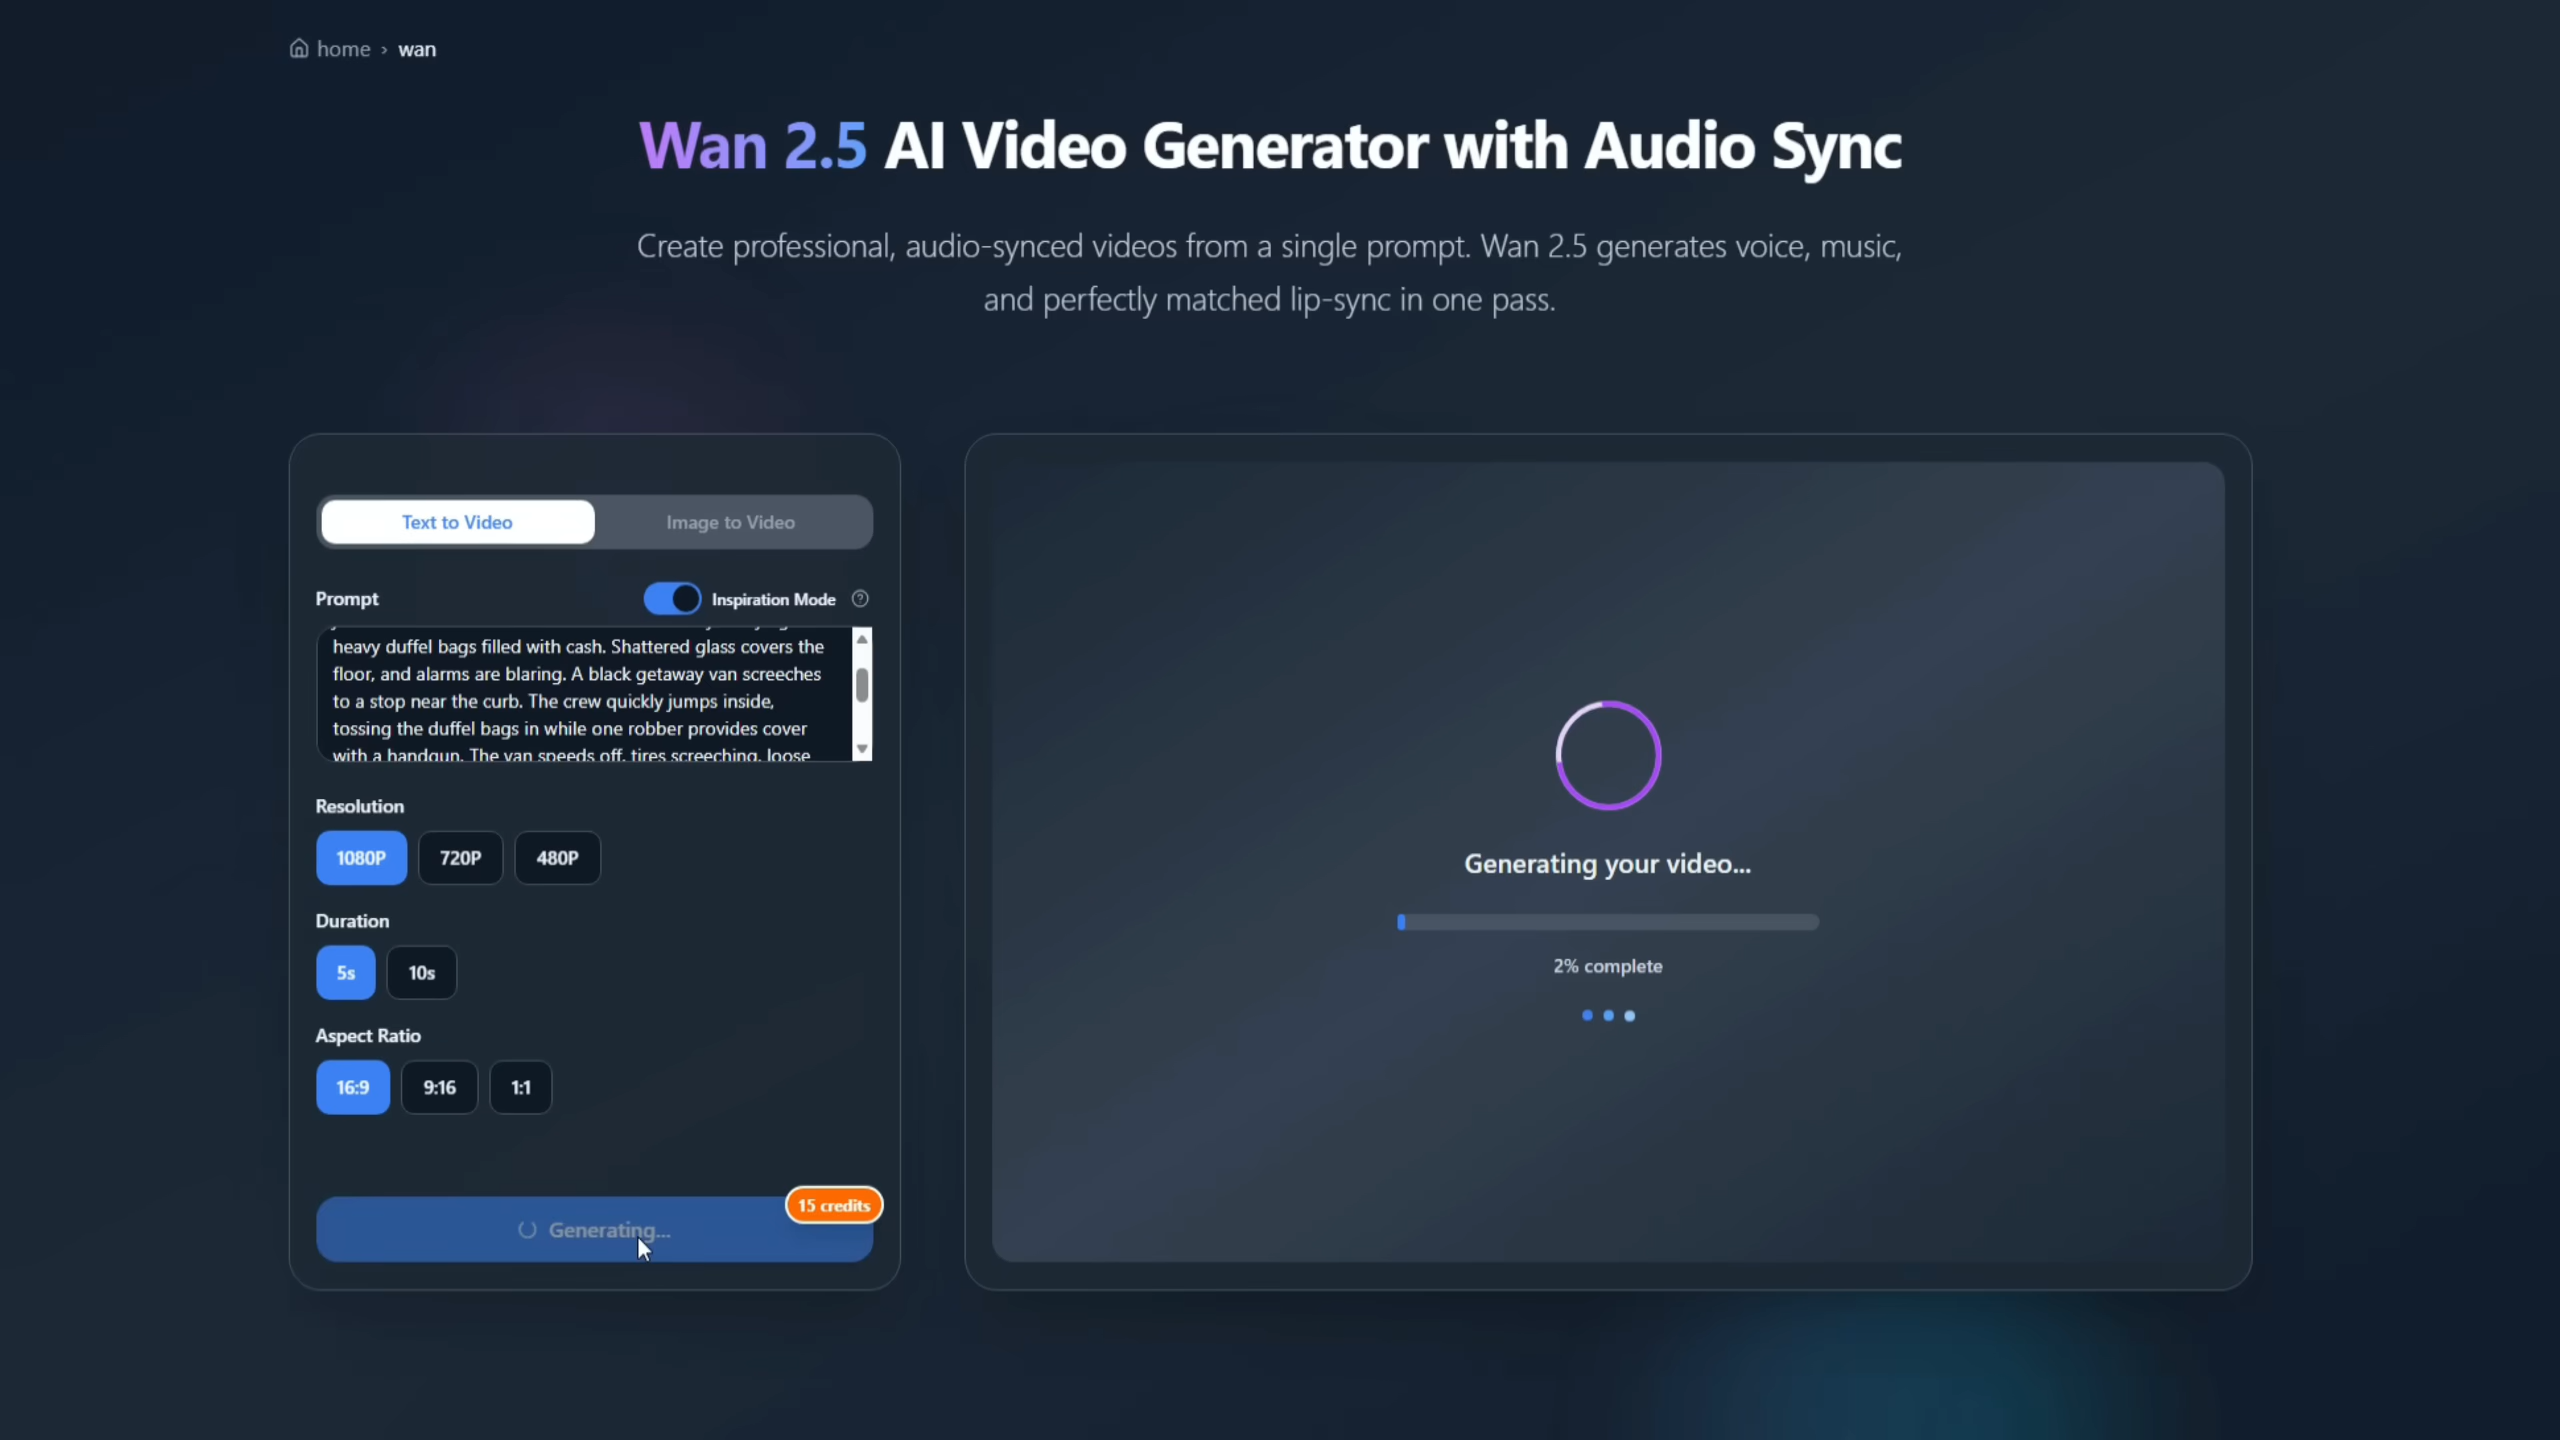 home › wan
Wan 2.5 AI Video Generator with Audio Sync
Create professional, audio-synced videos from a single prompt. Wan 2.5 generates voice, music,
and perfectly matched lip-sync in one pass.
Text to Video
Image to Video
Prompt
Inspiration Mode
heavy duffel bags filled with cash. Shattered glass covers the
floor, and alarms are blaring. A black getaway van screeches
to a stop near the curb. The crew quickly jumps inside,
tossing the duffel bags in while one robber provides cover
with a handgun. The van speeds off, tires screeching, loose
Resolution
1080P
720P
480P
Duration
5s
10s
Aspect Ratio
16:9
9:16
1:1
15 credits
Generating...
Generating your video...
2% complete